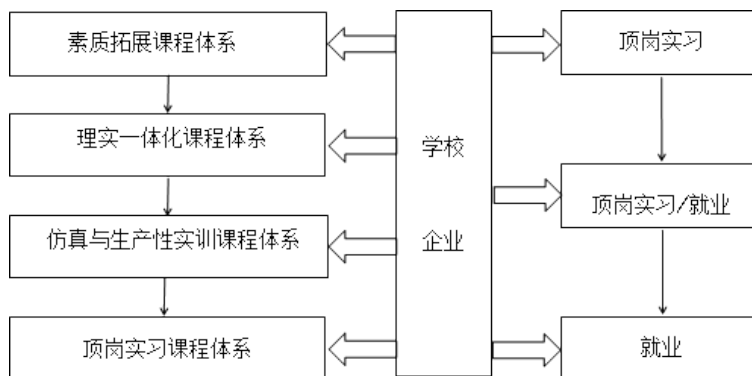 素质拓展课程体系
理实一体化课程体系
仿真与生产性实训课程体系
顶岗实习课程体系
学校
企业
顶岗实习
顶岗实习/就业
就业